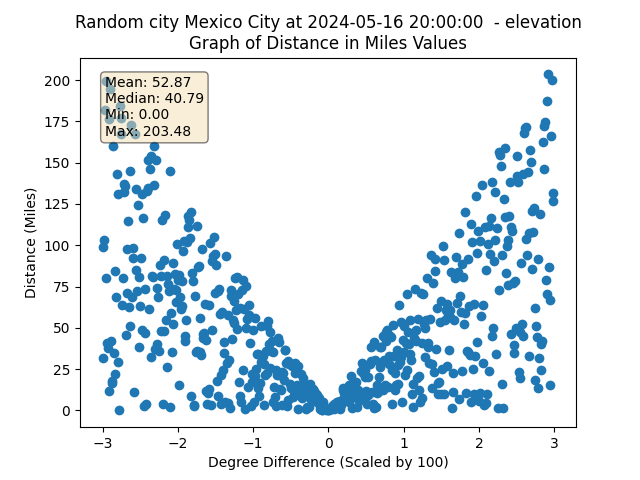 Random city Mexico City at 2024-05-16 20:00:00  - elevation
Graph of Distance in Miles Values
Mean: 52.87
Median: 40.79
Min: 0.00
Max: 203.48
200
175
150
125
100
75
50
25
0
Distance (Miles)
−3 −2 −1 0 1 2 3
Degree Difference (Scaled by 100)